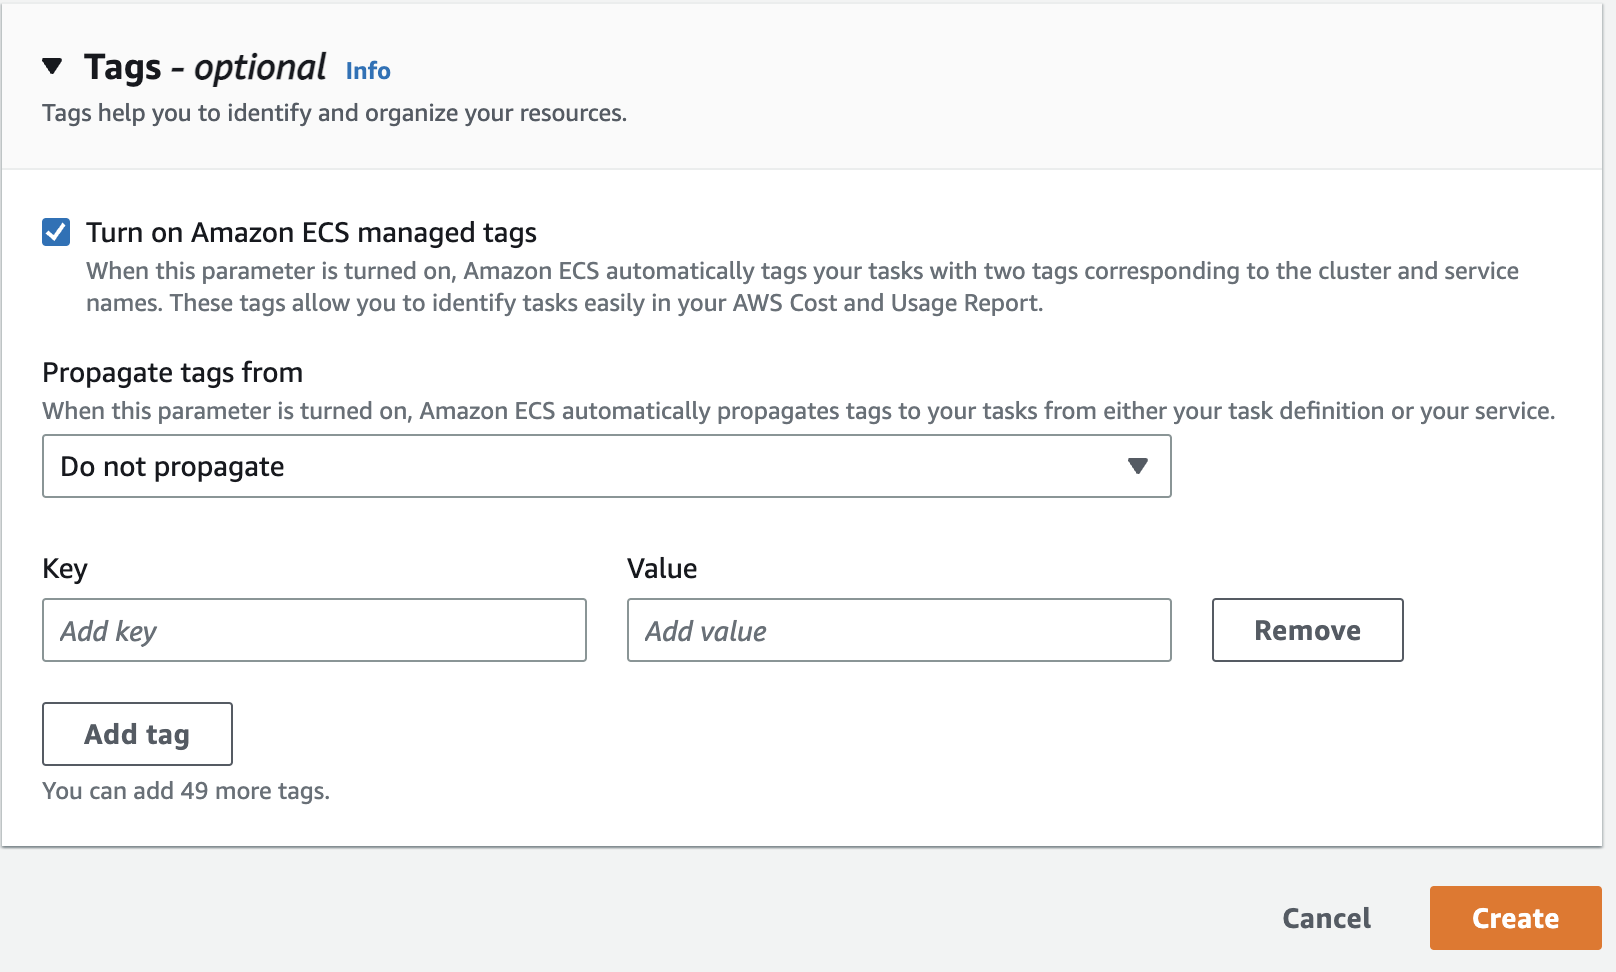 Tags - optional Info
Tags help you to identify and organize your resources.
Turn on Amazon ECS managed tags
When this parameter is turned on, Amazon ECS automatically tags your tasks with two tags corresponding to the cluster and service
names. These tags allow you to identify tasks easily in your AWS Cost and Usage Report.
Propagate tags from
When this parameter is turned on, Amazon ECS automatically propagates tags to your tasks from either your task definition or your service.
Do not propagate
Key Value
Add key Add value Remove
Add tag
You can add 49 more tags.
Cancel Create